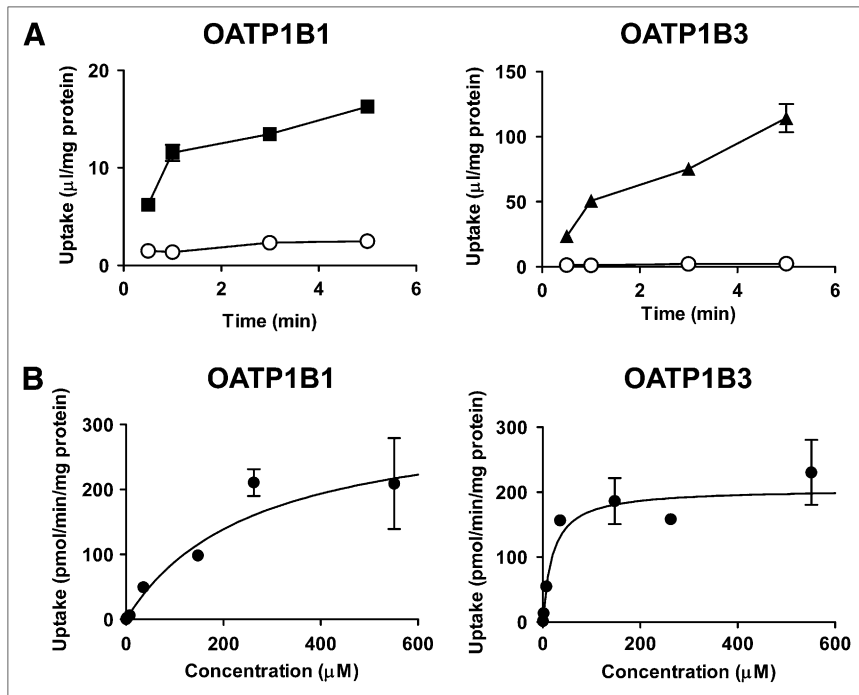 A
OATP1B1
OATP1B3
Uptake (μl/mg protein)
20
10
0
0 2 4 6
Time (min)
Uptake (μl/mg protein)
150
100
50
0
0 2 4 6
Time (min)
B
OATP1B1
OATP1B3
Uptake (pmol/min/mg protein)
300
200
100
0
0 200 400 600
Concentration (μM)
Uptake (pmol/min/mg protein)
300
200
100
0
0 200 400 600
Concentration (μM)